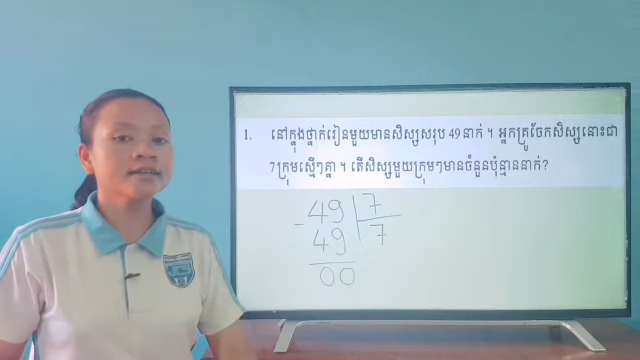 1. នៅក្នុងថ្នាក់រៀនមួយមានសិស្សសរុប 49 នាក់ ។ អ្នកគ្រូចែកសិស្សនោះជា
7 ក្រុមស្មើៗគ្នា ។ តើសិស្សមួយក្រុមៗមានចំនួនប៉ុន្មាននាក់?
49 7
- 49 7
00